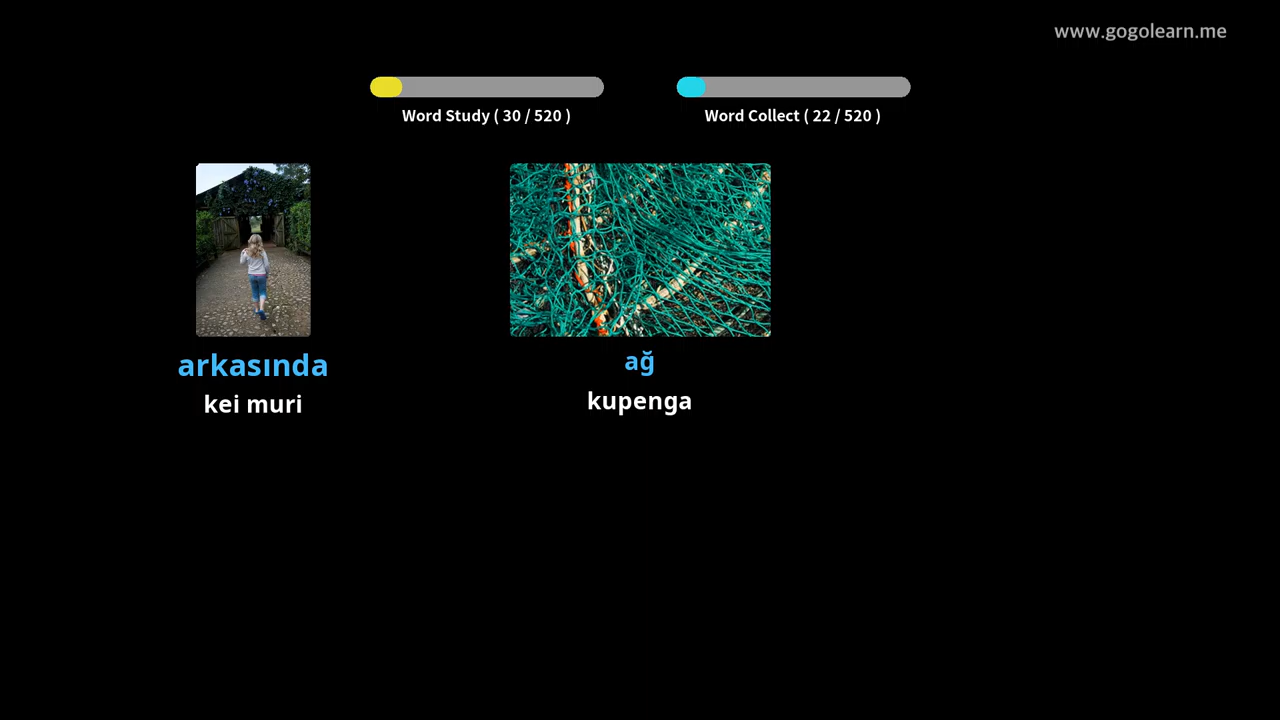 www.gogolearn.me
Word Study ( 30 / 520 )
Word Collect ( 22 / 520 )
arkasında
kei muri
ağ
kupenga